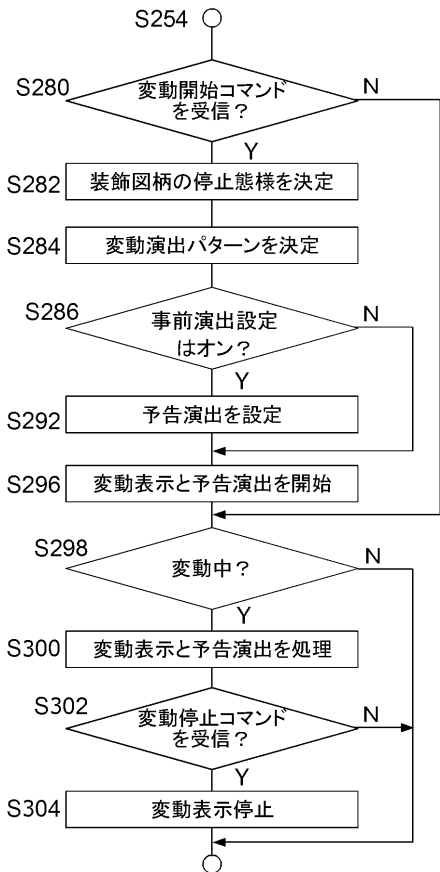 S254
S280
変動開始コマンド
を受信？
N
Y
S282
装飾図柄の停止態様を決定
S284
変動演出パターンを決定
S286
事前演出設定
はオン？
N
Y
S292
予告演出を設定
S296
変動表示と予告演出を開始
S298
変動中？
N
Y
S300
変動表示と予告演出を処理
S302
変動停止コマンド
を受信？
N
Y
S304
変動表示停止